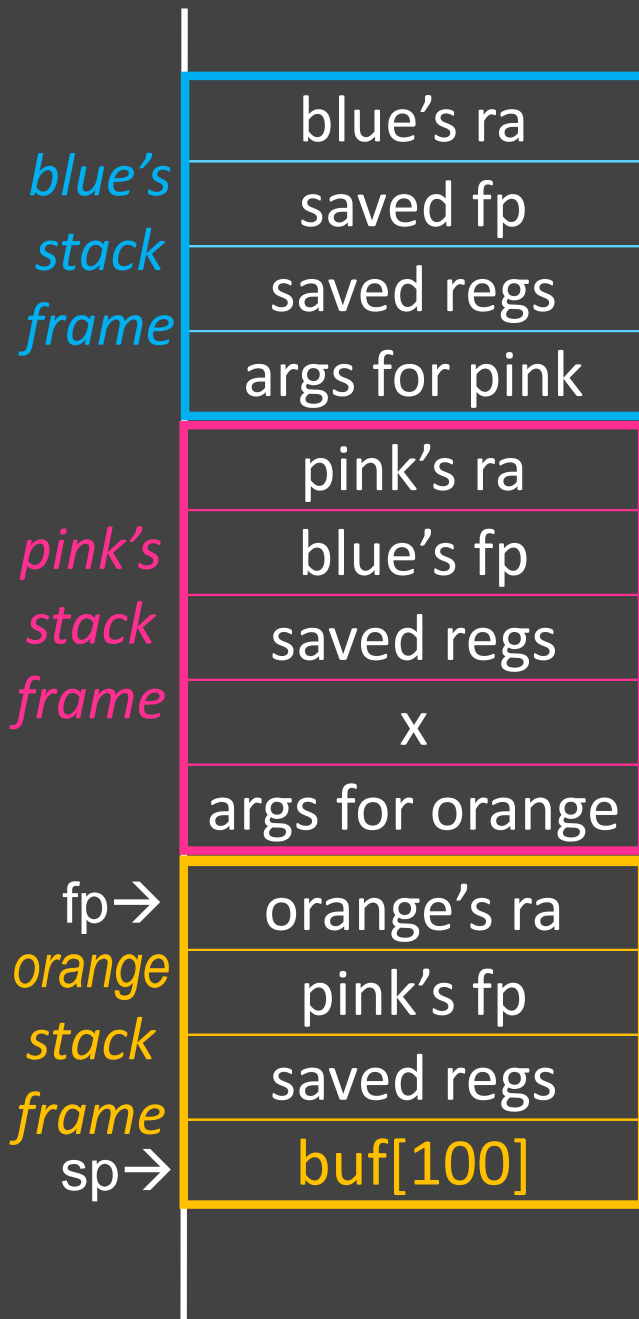 blue’s
stack
frame
blue’s ra
saved fp
saved regs
args for pink
pink’s
stack
frame
pink’s ra
blue’s fp
saved regs
x
args for orange
fp→
orange
stack
frame
sp→
orange’s ra
pink’s fp
saved regs
buf[100]